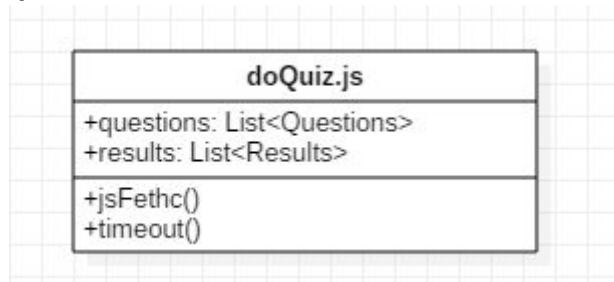 doQuiz.js
+questions: List<Questions>
+results: List<Results>
+jsFethc()
+timeout()